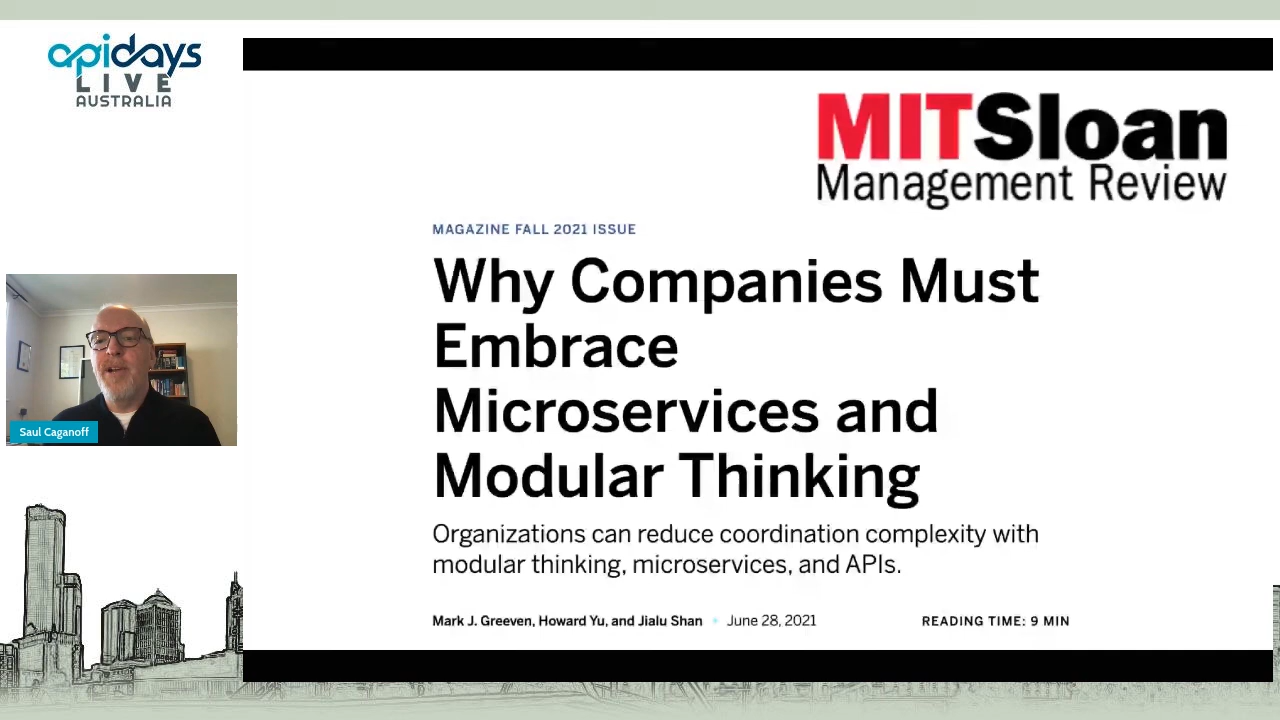 apidays
LIVE
AUSTRALIA
MITSloan
Management Review
MAGAZINE FALL 2021 ISSUE
Why Companies Must
Embrace
Microservices and
Modular Thinking
Organizations can reduce coordination complexity with
modular thinking, microservices, and APIs.
Mark J. Greeven, Howard Yu, and Jialu Shan • June 28, 2021 READING TIME: 9 MIN
Saul Caganoff